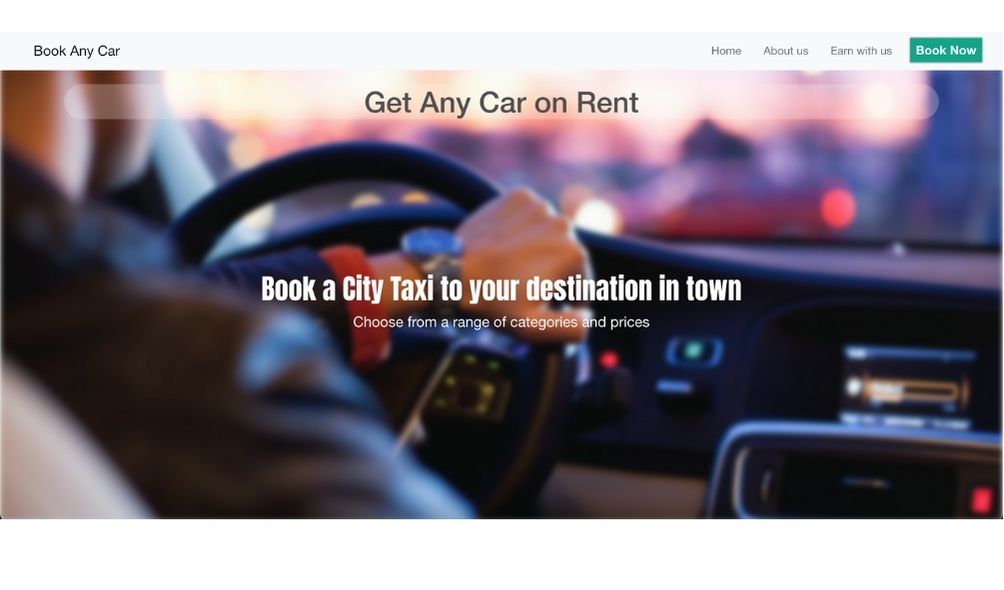 Book Any Car
Home
About us
Earn with us
Book Now
Get Any Car on Rent
Book a City Taxi to your destination in town
Choose from a range of categories and prices